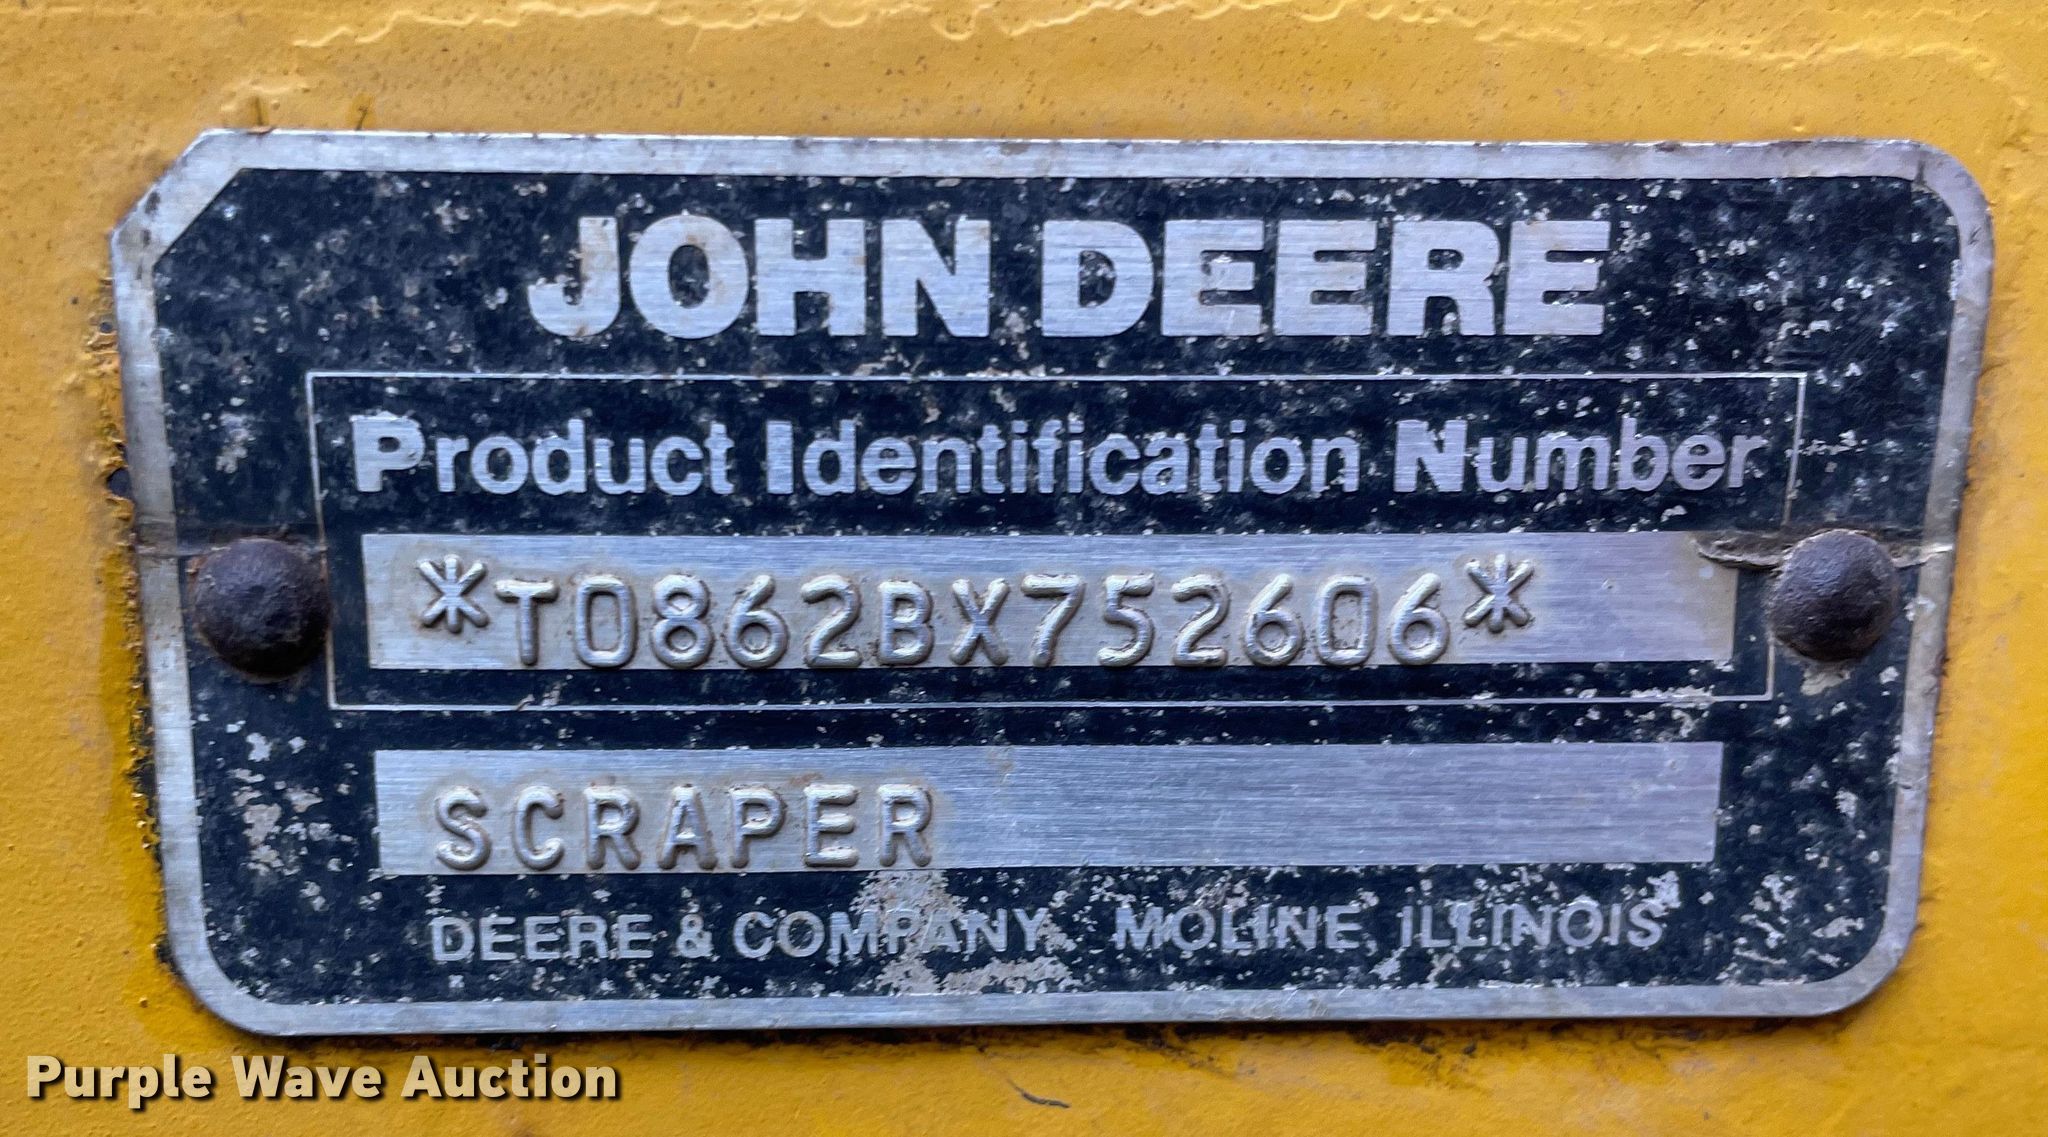 JOHN DEERE
Product Identification Number
*T0862BX752606*
SCRAPER
DEERE & COMPANY MOLINE, ILLINOIS
Purple Wave Auction